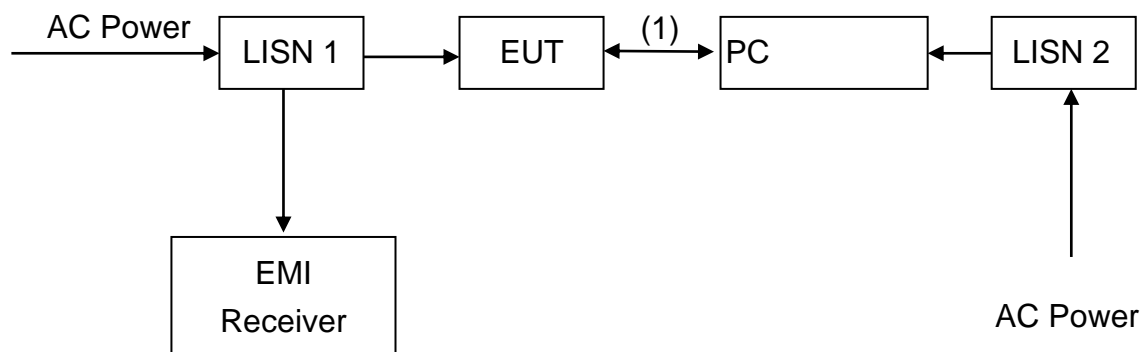 AC Power
LISN 1
EUT
(1)
PC
LISN 2
EMI
Receiver
AC Power